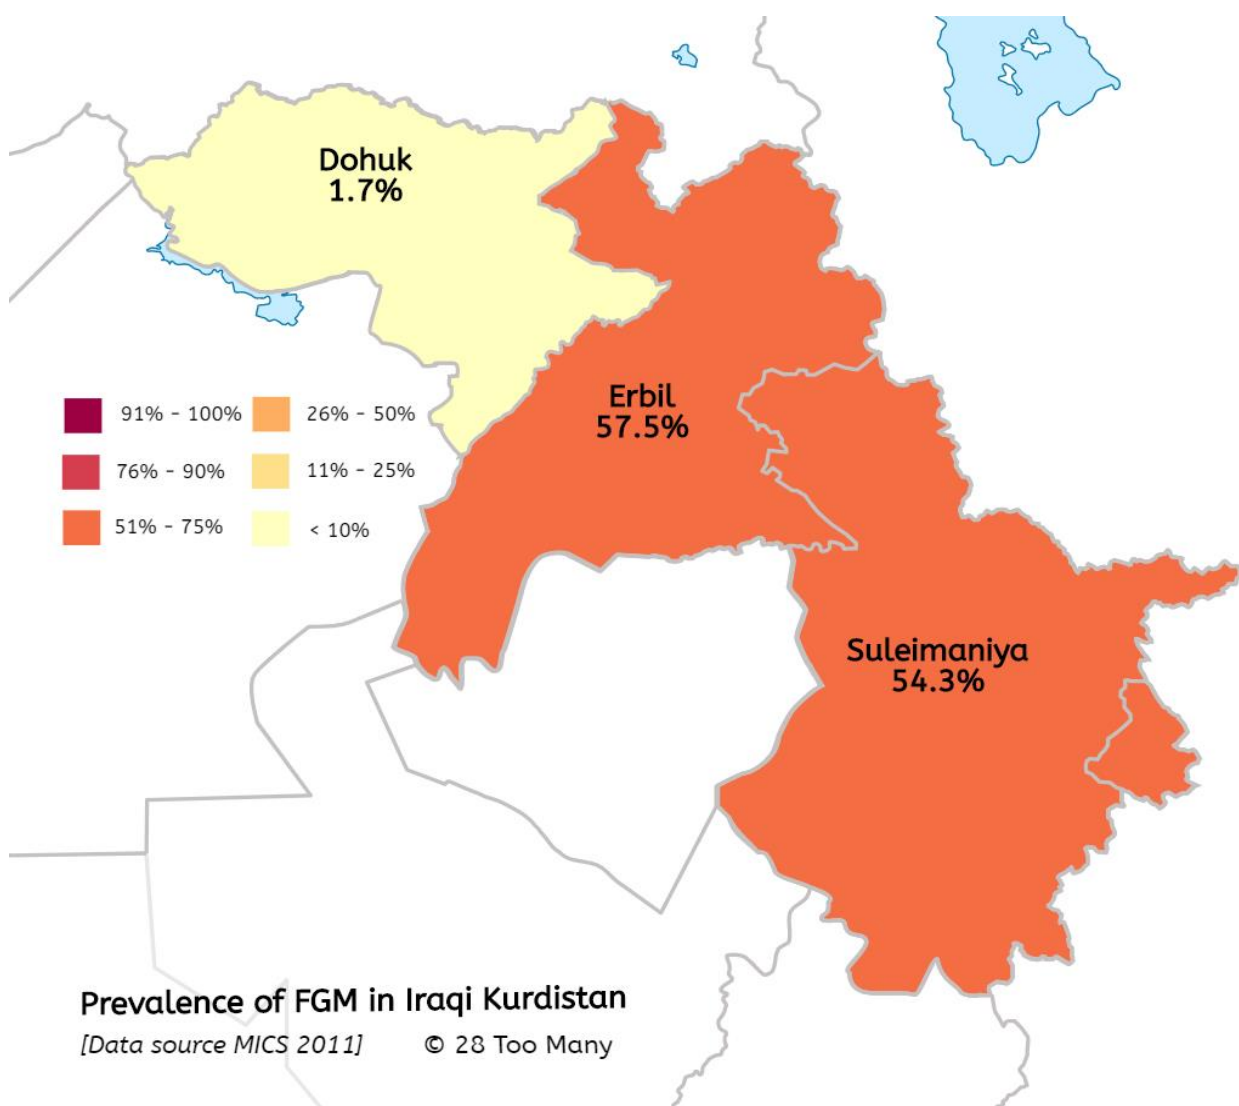 Dohuk
1.7%
Erbil
57.5%
91% - 100%
26% - 50%
76% - 90%
11% - 25%
51% - 75%
< 10%
Suleimaniya
54.3%
Prevalence of FGM in Iraqi Kurdistan
[Data source MICS 2011] © 28 Too Many